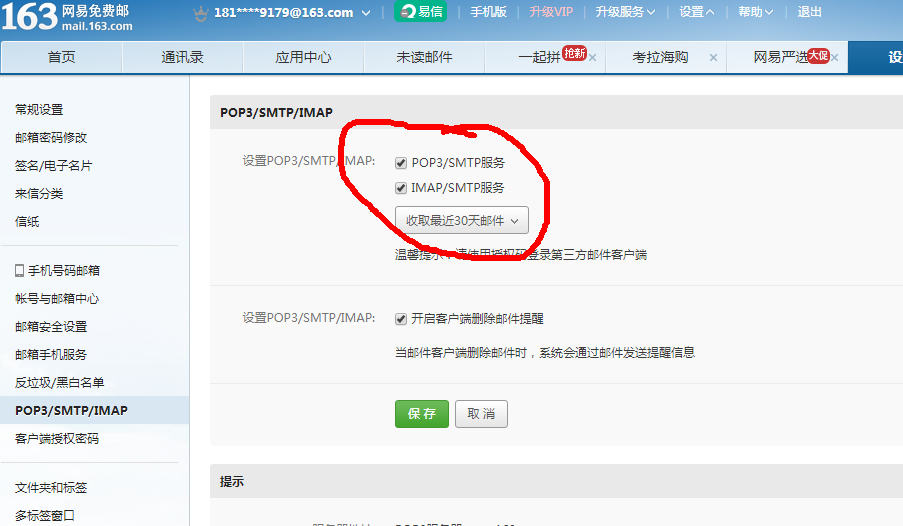 163 网易免费邮
mail.163.com
181****9179@163.com
易信
手机版
升级VIP
升级服务
设置
帮助
退出
首页
通讯录
应用中心
未读邮件
一起拼
抢新
考拉海购
网易严选
大促
设
常规设置
邮箱密码修改
签名/电子名片
来信分类
信纸
手机号码邮箱
帐号与邮箱中心
邮箱安全设置
邮箱手机服务
反垃圾/黑白名单
POP3/SMTP/IMAP
客户端授权密码
文件夹和标签
多标签窗口
POP3/SMTP/IMAP
设置POP3/SMTP/IMAP:
POP3/SMTP服务
IMAP/SMTP服务
收取最近30天邮件
温馨提示：请使用授权码登录第三方邮件客户端
设置POP3/SMTP/IMAP:
开启客户端删除邮件提醒
当邮件客户端删除邮件时，系统会通过邮件发送提醒信息
保 存
取 消
提示